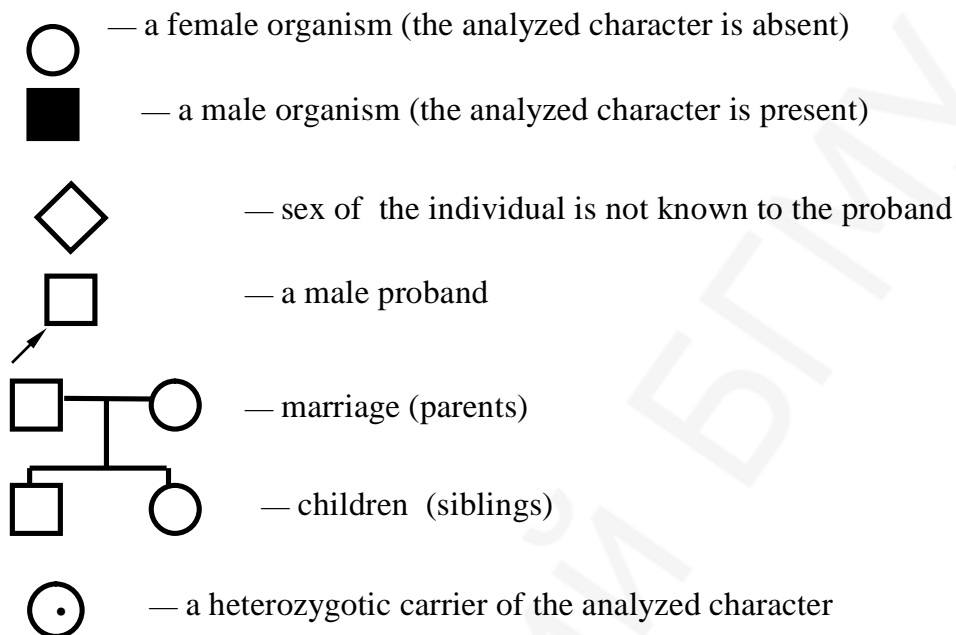 — a female organism (the analyzed character is absent)
— a male organism (the analyzed character is present)
— sex of the individual is not known to the proband
— a male proband
— marriage (parents)
— children (siblings)
— a heterozygotic carrier of the analyzed character